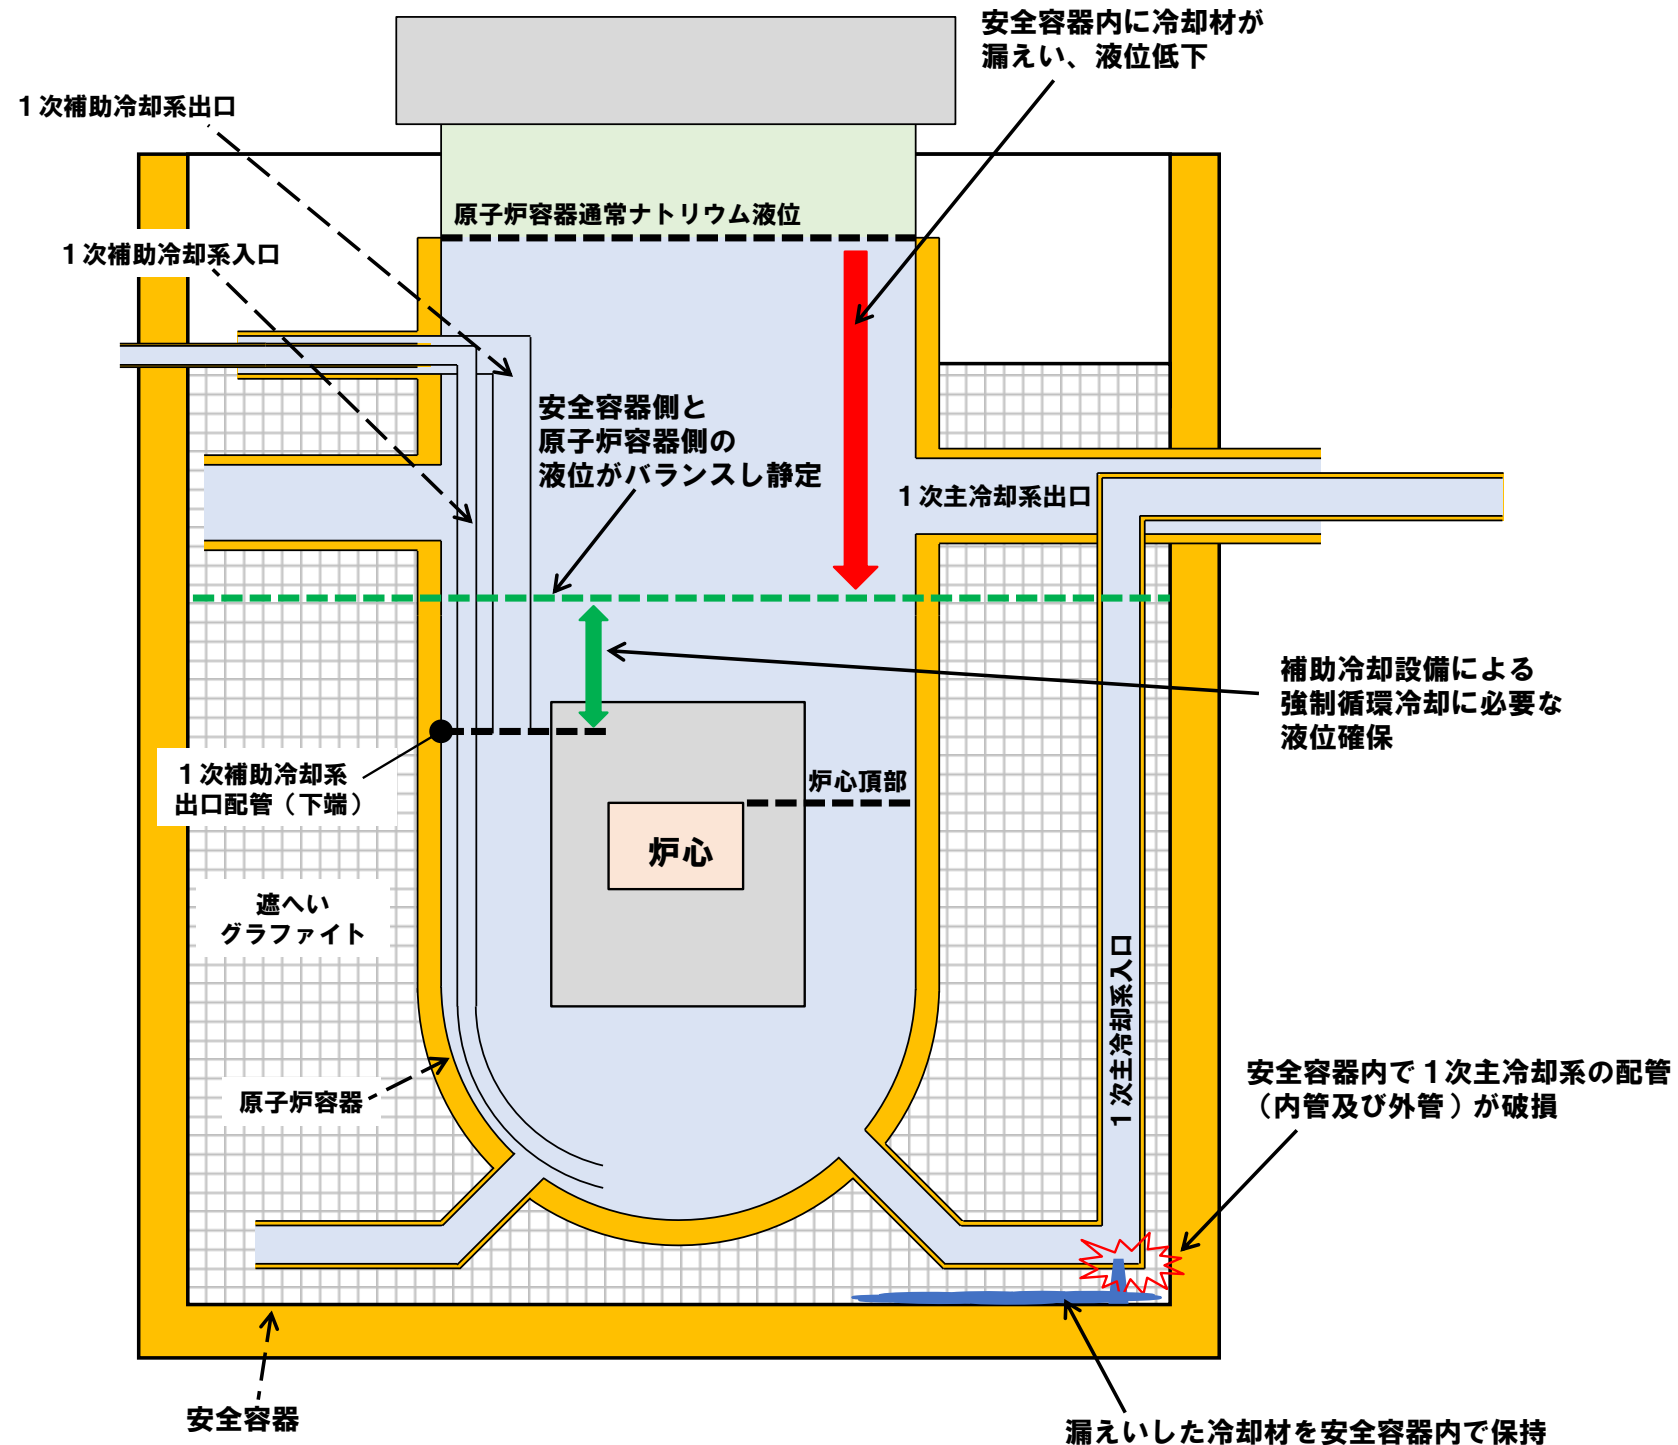 安全容器内に冷却材が
漏えい、液位低下
１次補助冷却系出口
原子炉容器通常ナトリウム液位
１次補助冷却系入口
安全容器側と
原子炉容器側の
液位がバランスし静定
１次主冷却系出口
補助冷却設備による
強制循環冷却に必要な
液位確保
１次補助冷却系
出口配管（下端）
炉心頂部
炉心
遮へい
グラファイト
１次主冷却系入口
原子炉容器
安全容器内で１次主冷却系の配管
（内管及び外管）が破損
安全容器
漏えいした冷却材を安全容器内で保持